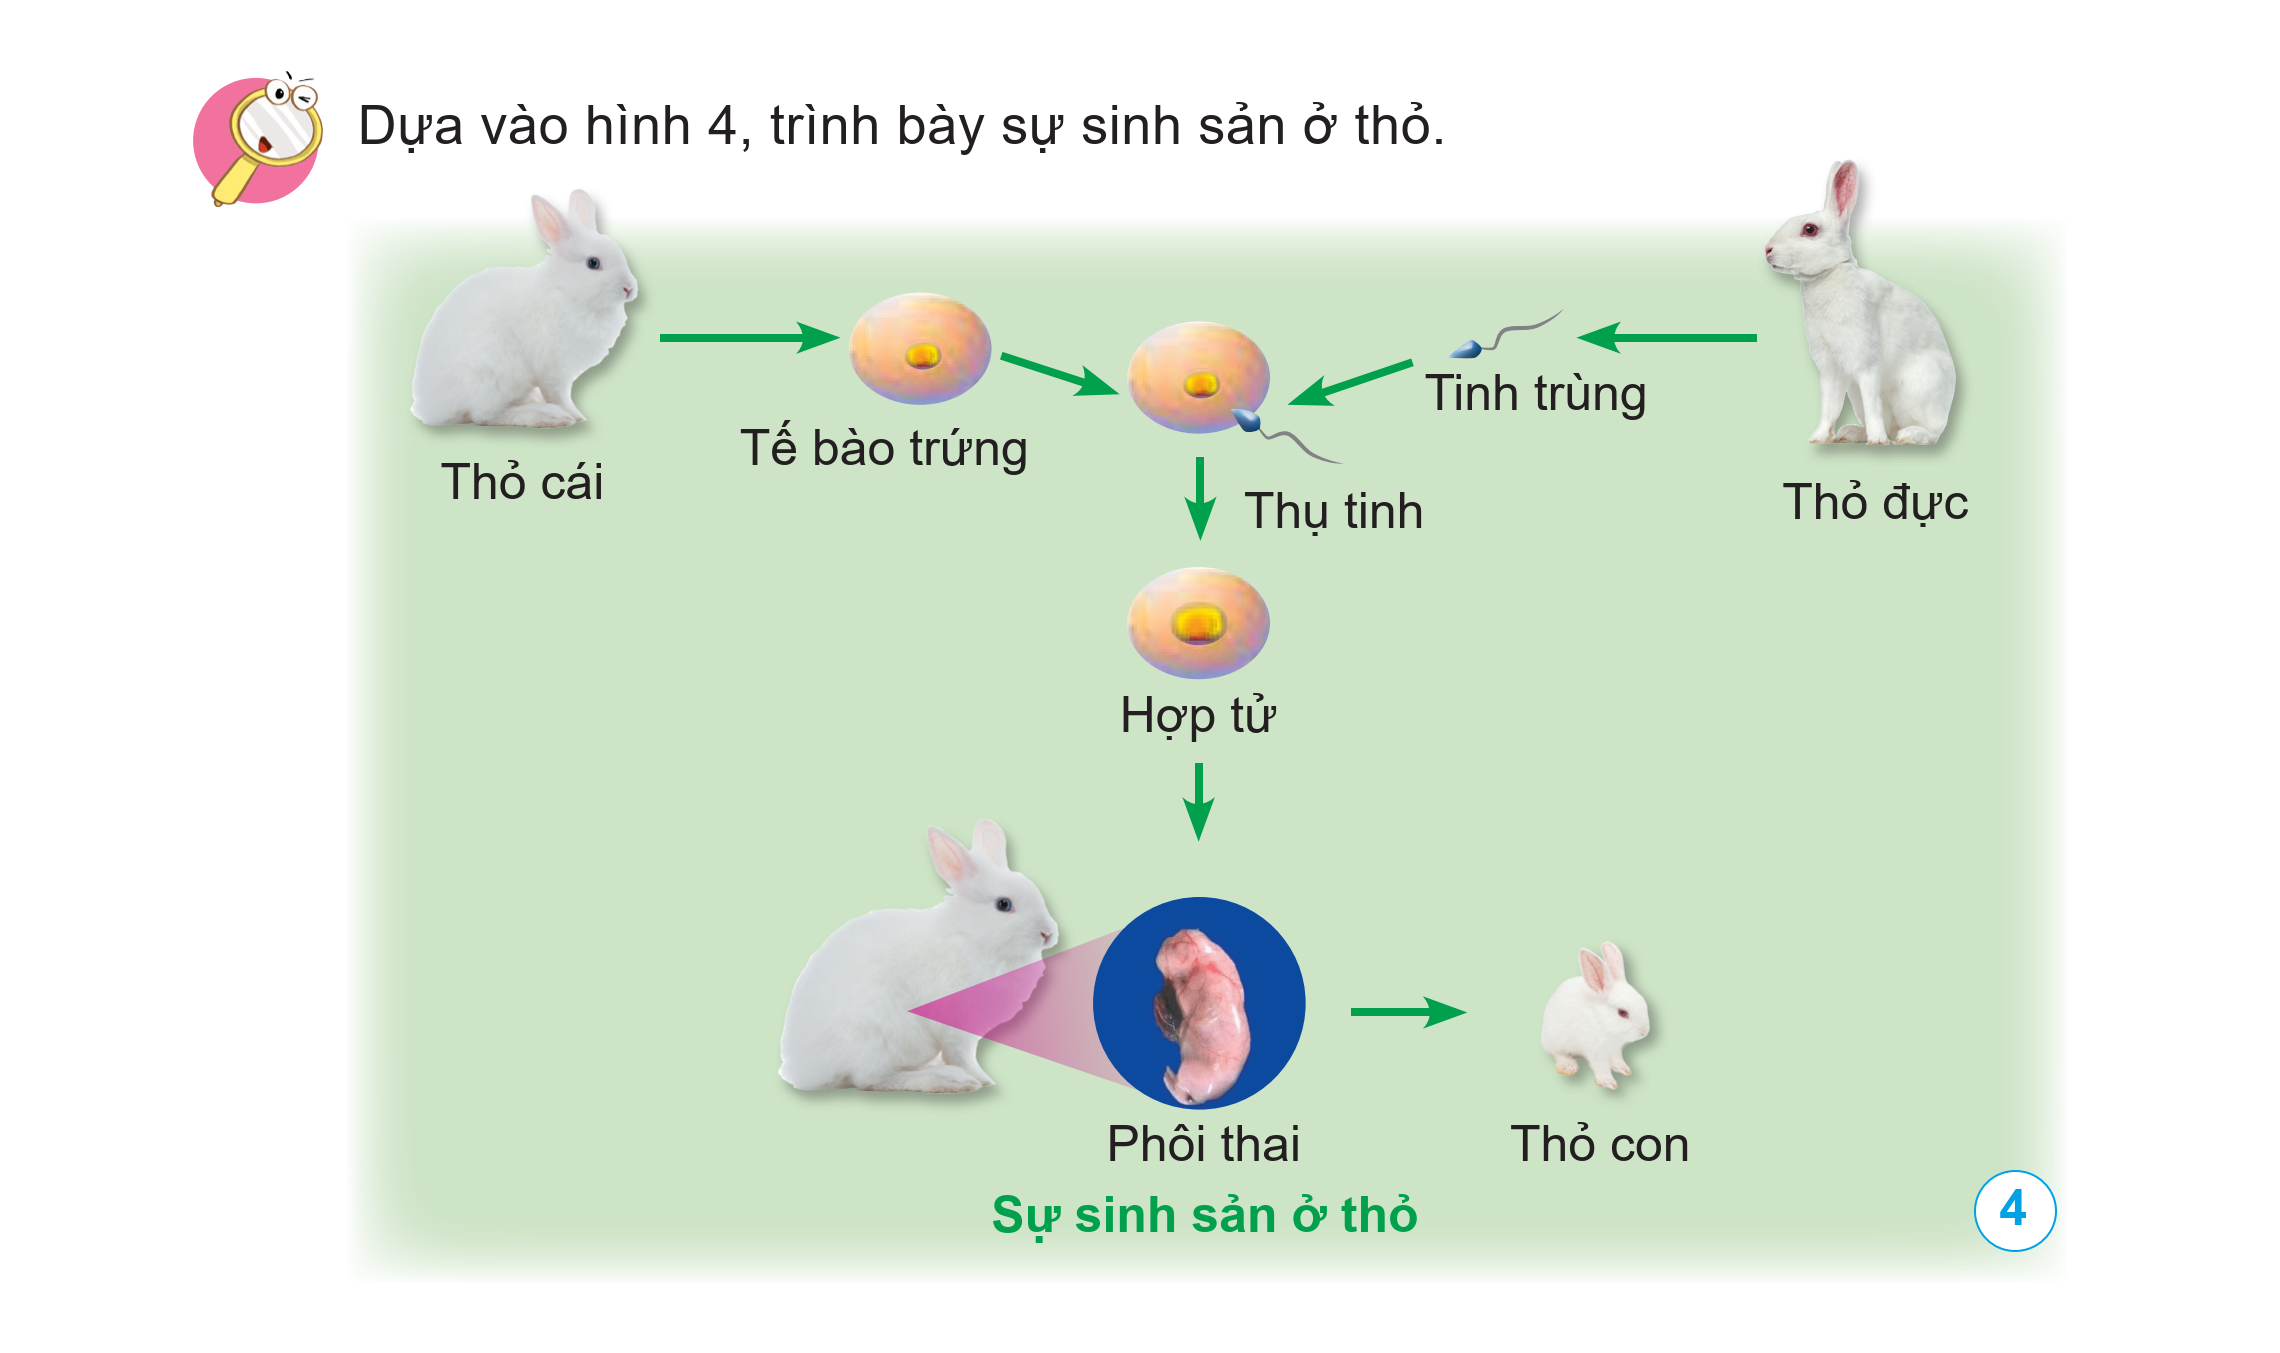 Dựa vào hình 4, trình bày sự sinh sản ở thỏ.
Tế bào trứng
Tinh trùng
Thỏ cái
Thụ tinh
Thỏ đực
Hợp tử
Phôi thai
Thỏ con
Sự sinh sản ở thỏ
4